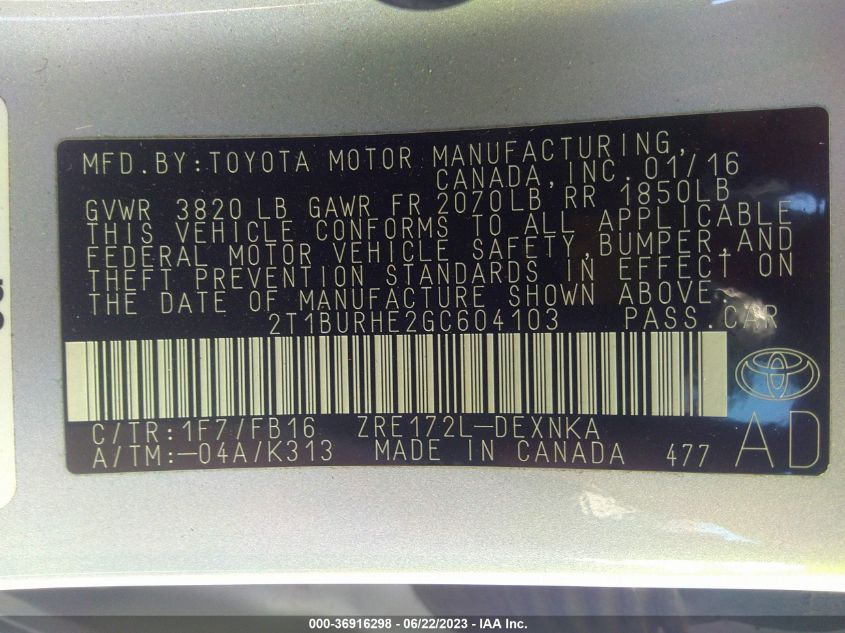 MFD.BY:TOYOTA MOTOR MANUFACTURING,
CANADA,INC. 01/16
GVWR 3820 LB GAWR FR 2070LB RR 1850LB
THIS VEHICLE CONFORMS TO ALL APPLICABLE
FEDERAL MOTOR VEHICLE SAFETY,BUMPER,AND
THEFT PREVENTION STANDARDS IN EFFECT ON
THE DATE OF MANUFACTURE SHOWN ABOVE.
2T1BURHE2GC604103 PASS.CAR
C/TR:1F7/FB16 ZRE172L-DEXNKA
A/TM:-04A/K313 MADE IN CANADA 477 AD
000-36916298 - 06/22/2023 - IAA Inc.